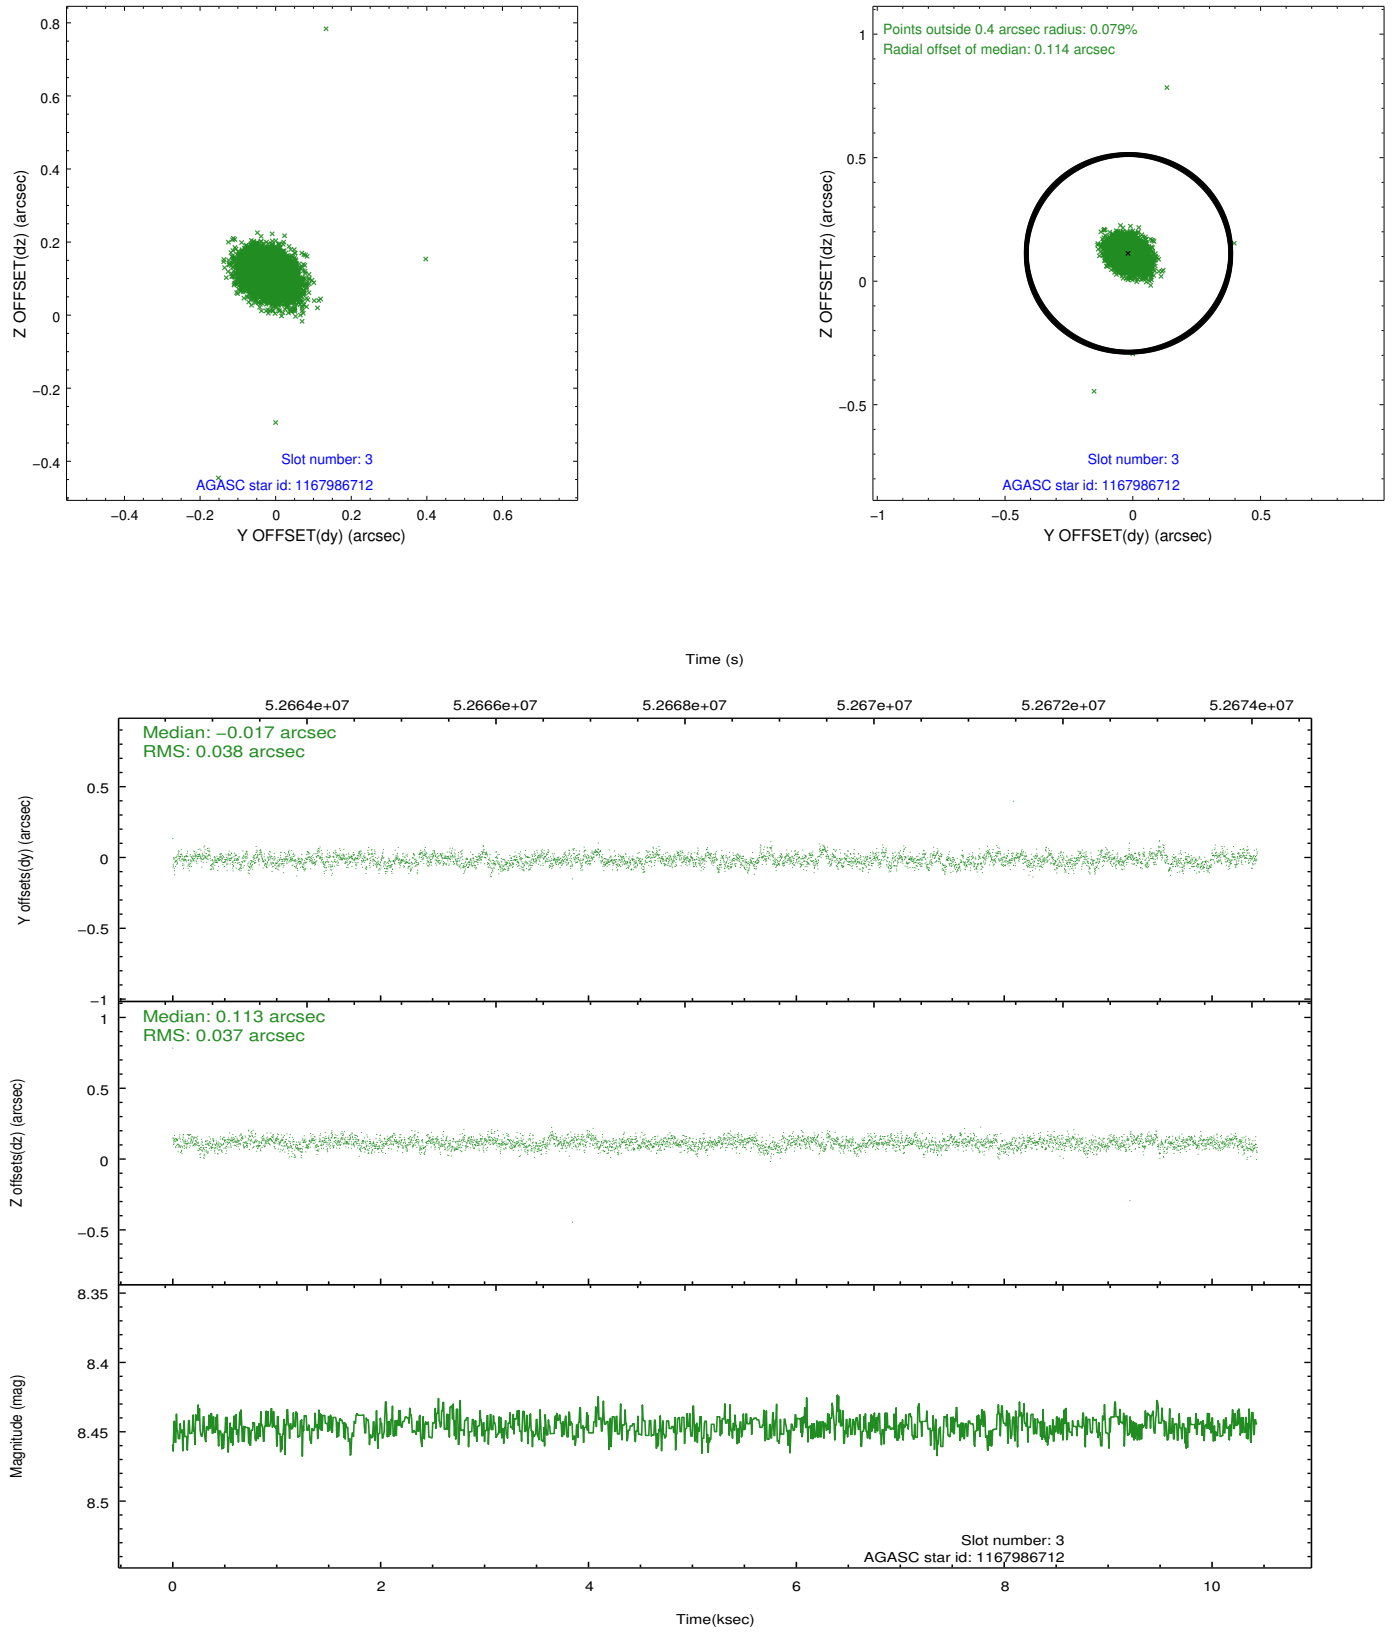 0.8
0.6
0.4
0.2
0
−0.2
−0.4
Z OFFSET(dz) (arcsec)
Slot number: 3
AGASC star id: 1167986712
−0.4 −0.2 0 0.2 0.4 0.6
Y OFFSET(dy) (arcsec)
Points outside 0.4 arcsec radius: 0.079%
Radial offset of median: 0.114 arcsec
1
0.5
0
−0.5
Z OFFSET(dz) (arcsec)
Slot number: 3
AGASC star id: 1167986712
−1 −0.5 0 0.5
Y OFFSET(dy) (arcsec)
Time (s)
5.2664e+07 5.2666e+07 5.2668e+07 5.267e+07 5.2672e+07 5.2674e+07
Median: −0.017 arcsec
RMS: 0.038 arcsec
0.5
0
−0.5
−1
Y offsets(dy) (arcsec)
Median: 0.113 arcsec
RMS: 0.037 arcsec
1
0.5
0
−0.5
Z offsets(dz) (arcsec)
8.35
8.4
8.45
8.5
Magnitude (mag)
Slot number: 3
AGASC star id: 1167986712
0 2 4 6 8 10
Time(ksec)